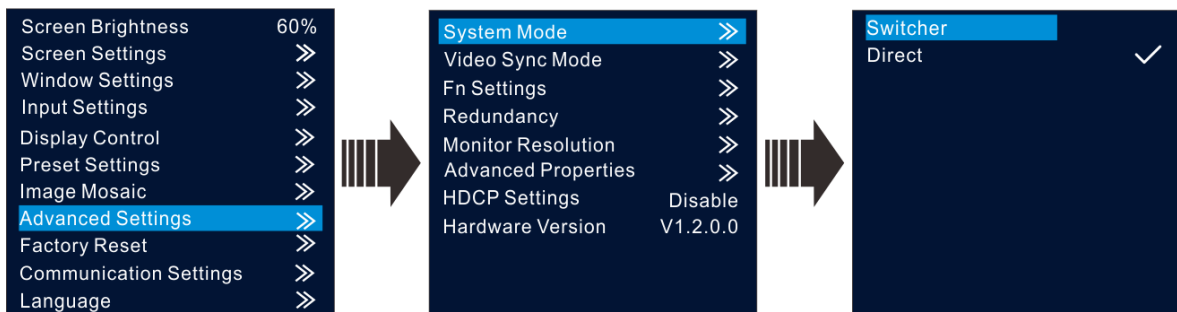 Screen Brightness 60%
Screen Settings
Window Settings
Input Settings
Display Control
Preset Settings
Image Mosaic
Advanced Settings
Factory Reset
Communication Settings
Language
System Mode
Video Sync Mode
Fn Settings
Redundancy
Monitor Resolution
Advanced Properties
HDCP Settings Disable
Hardware Version V1.2.0.0
Switcher
Direct